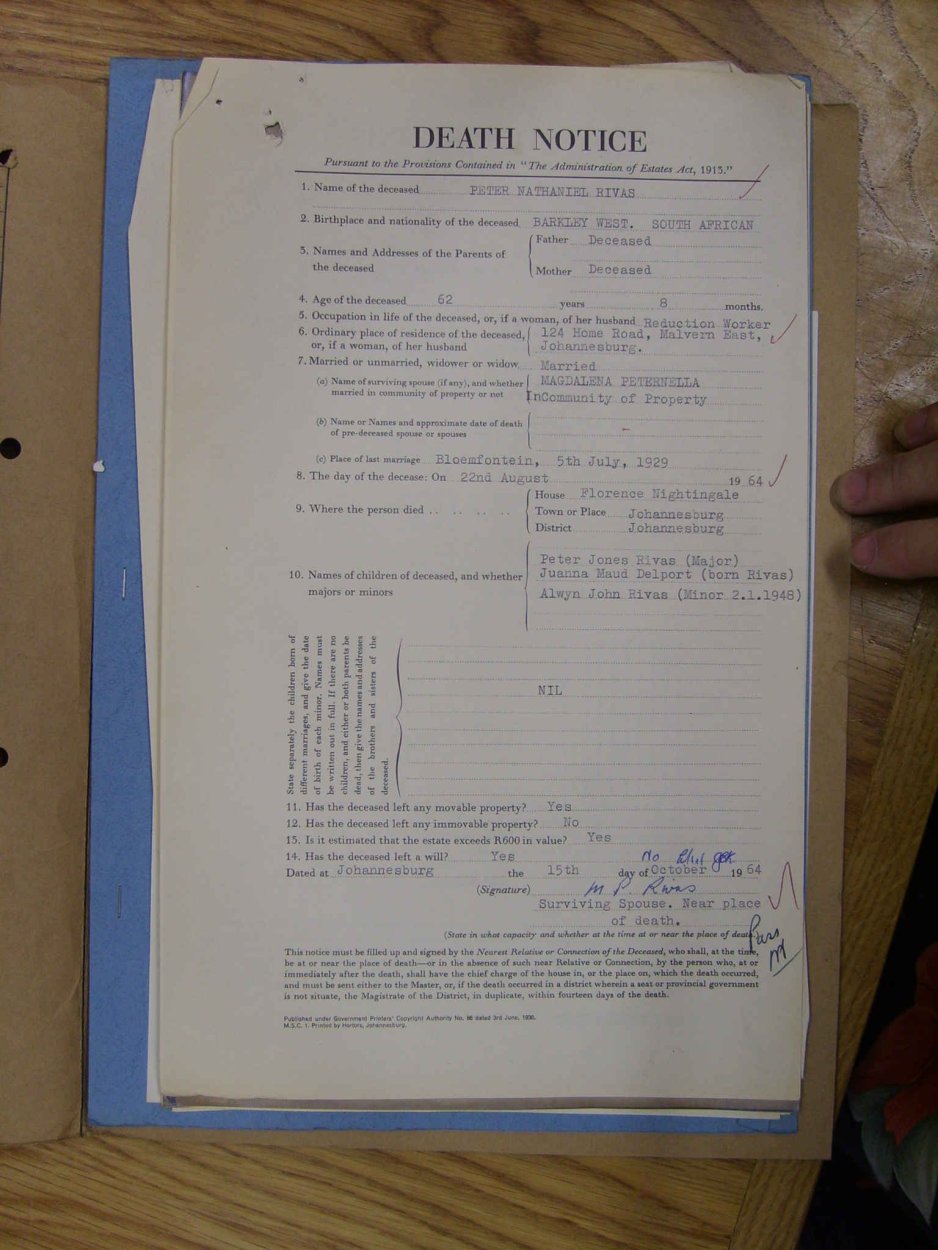 DEATH NOTICE
Pursuant to the Provisions Contained in "The Administration of Estates Act, 1913."
1. Name of the deceased PETER NATHANIEL RIVAS
2. Birthplace and nationality of the deceased BARKLEY WEST. SOUTH AFRICAN
3. Names and Addresses of the Parents of the deceased
Father Deceased
Mother Deceased
4. Age of the deceased 62 years 8 months.
5. Occupation in life of the deceased, or, if a woman, of her husband Reduction Worker
6. Ordinary place of residence of the deceased, 124 Home Road, Malvern East,
or, if a woman, of her husband Johannesburg.
7. Married or unmarried, widower or widow Married
(a) Name of surviving spouse (if any), and whether MAGDALENA PETERNELLA
married in community of property or not InCommunity of Property
(b) Name or Names and approximate date of death
of pre-deceased spouse or spouses -
(c) Place of last marriage Bloemfontein, 5th July, 1929
8. The day of the decease: On 22nd August 1964
House Florence Nightingale
9. Where the person died .. .. .. .. Town or Place Johannesburg
District Johannesburg
Peter Jones Rivas (Major)
10. Names of children of deceased, and whether Juanna Maud Delport (born Rivas)
majors or minors Alwyn John Rivas (Minor 2.1.1948)
State separately the children born of
different marriages, and give the date
of birth of each minor. Names must
be written out in full. If there are no
children, and either or both parents be
dead, then give the names and addresses
of the brothers and sisters of the
deceased.
NIL
11. Has the deceased left any movable property? Yes
12. Has the deceased left any immovable property? No
13. Is it estimated that the estate exceeds R600 in value? Yes
14. Has the deceased left a will? Yes No
Dated at Johannesburg the 15th day of October 1964
(Signature) M P. Rivas
Surviving Spouse. Near place
of death.
(State in what capacity and whether at the time at or near the place of death.)
This notice must be filled up and signed by the Nearest Relative or Connection of the Deceased, who shall, at the time,
be at or near the place of death—or in the absence of such near Relative or Connection, by the person who, at or
immediately after the death, shall have the chief charge of the house in, or the place on, which the death occurred,
and must be sent either to the Master, or, if the death occurred in a district wherein a seat or provincial government
is not situate, the Magistrate of the District, in duplicate, within fourteen days of the death.
Published under Government Printers' Copyright Authority No. 86 dated 3rd June, 1936.
M.S.C. 1. Printed by Hortors, Johannesburg.